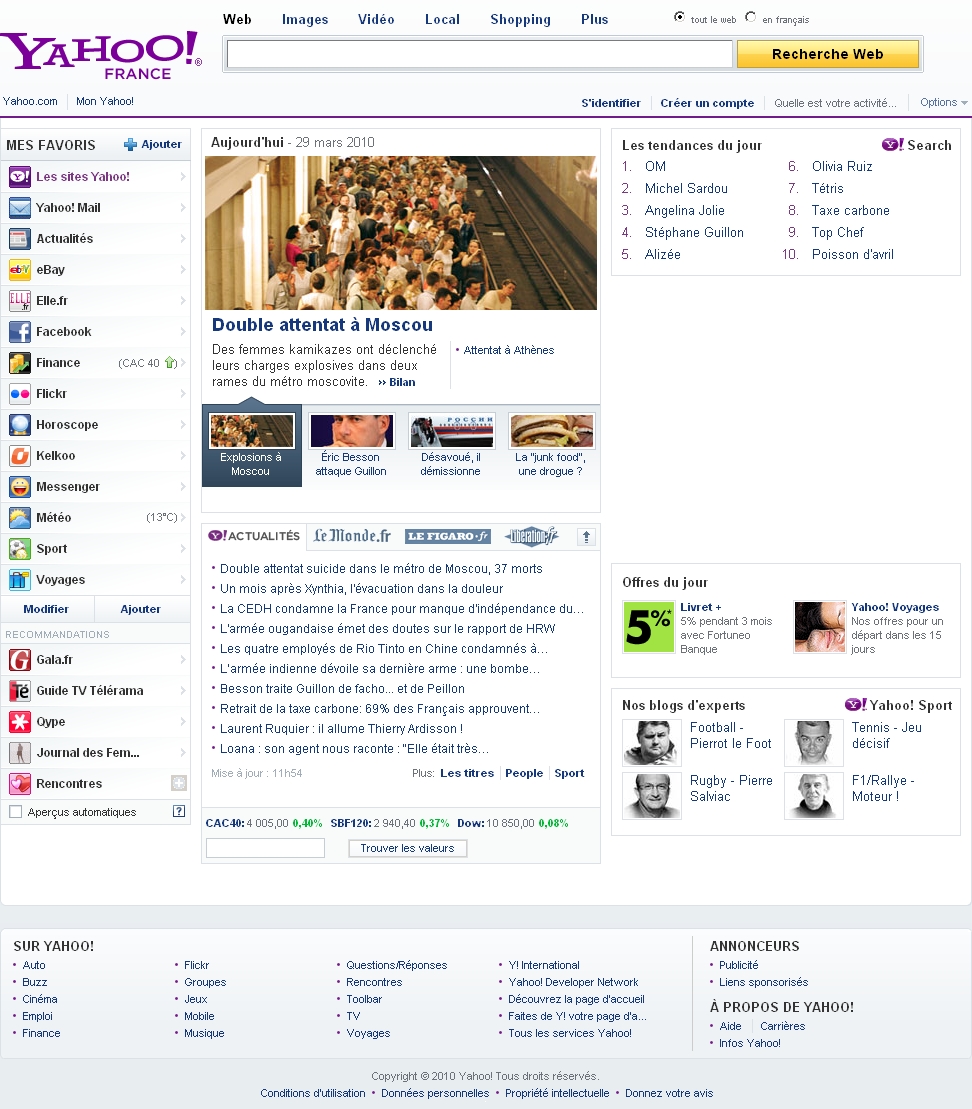 Web Images Vidéo Local Shopping Plus
tout le web en français
YAHOO!®
FRANCE
Recherche Web
Yahoo.com Mon Yahoo!
S'identifier Créer un compte Quelle est votre activité... Options
MES FAVORIS Ajouter
Les sites Yahoo!
Yahoo! Mail
Actualités
eBay
Elle.fr
Facebook
Finance (CAC 40)
Flickr
Horoscope
Kelkoo
Messenger
Météo (13°C)
Sport
Voyages
Modifier Ajouter
RECOMMANDATIONS
Gala.fr
Guide TV Télérama
Qype
Journal des Fem...
Rencontres
Aperçus automatiques ?
Aujourd'hui - 29 mars 2010
Double attentat à Moscou
Des femmes kamikazes ont déclenché
leurs charges explosives dans deux
rames du métro moscovite. ›› Bilan
• Attentat à Athènes
Explosions à
Moscou
Éric Besson
attaque Guillon
РОССИЯ
Désavoué, il
démissionne
La "junk food",
une drogue ?
Y! ACTUALITÉS Le Monde.fr LE FIGARO·fr Libération.fr
• Double attentat suicide dans le métro de Moscou, 37 morts
• Un mois après Xynthia, l'évacuation dans la douleur
• La CEDH condamne la France pour manque d'indépendance du...
• L'armée ougandaise émet des doutes sur le rapport de HRW
• Les quatre employés de Rio Tinto en Chine condamnés à...
• L'armée indienne dévoile sa dernière arme : une bombe...
• Besson traite Guillon de facho... et de Peillon
• Retrait de la taxe carbone: 69% des Français approuvent...
• Laurent Ruquier : il allume Thierry Ardisson !
• Loana : son agent nous raconte : "Elle était très...
Mise à jour : 11h54 Plus: Les titres People Sport
CAC40: 4 005,00 0,40% SBF120: 2 940,40 0,37% Dow: 10 850,00 0,08%
Trouver les valeurs
Les tendances du jour Y! Search
1. OM
2. Michel Sardou
3. Angelina Jolie
4. Stéphane Guillon
5. Alizée
6. Olivia Ruiz
7. Tétris
8. Taxe carbone
9. Top Chef
10. Poisson d'avril
Offres du jour
5%*
Livret +
5% pendant 3 mois
avec Fortuneo
Banque
Yahoo! Voyages
Nos offres pour un
départ dans les 15
jours
Nos blogs d'experts Y! Yahoo! Sport
Football -
Pierrot le Foot
Tennis - Jeu
décisif
Rugby - Pierre
Salviac
F1/Rallye -
Moteur !
SUR YAHOO!
• Auto
• Buzz
• Cinéma
• Emploi
• Finance
• Flickr
• Groupes
• Jeux
• Mobile
• Musique
• Questions/Réponses
• Rencontres
• Toolbar
• TV
• Voyages
• Y! International
• Yahoo! Developer Network
• Découvrez la page d'accueil
• Faites de Y! votre page d'a...
• Tous les services Yahoo!
ANNONCEURS
• Publicité
• Liens sponsorisés
À PROPOS DE YAHOO!
• Aide Carrières
• Infos Yahoo!
Copyright © 2010 Yahoo! Tous droits réservés.
Conditions d'utilisation • Données personnelles • Propriété intellectuelle • Donnez votre avis